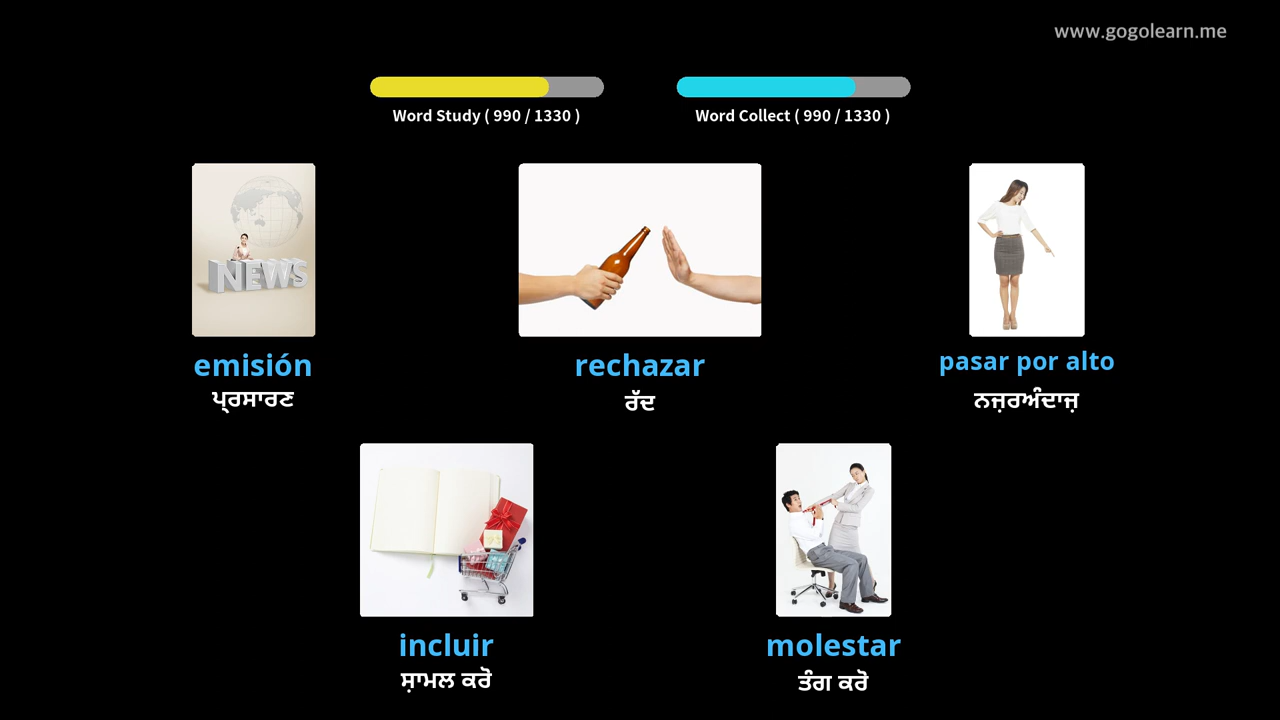 www.gogolearn.me
Word Study ( 990 / 1330 )
Word Collect ( 990 / 1330 )
NEWS
emisión
ਪ੍ਰਸਾਰਣ
rechazar
ਰੱਦ
pasar por alto
ਨਜ਼ਰਅੰਦਾਜ਼
incluir
ਸ਼ਾਮਲ ਕਰੋ
molestar
ਤੰਗ ਕਰੋ